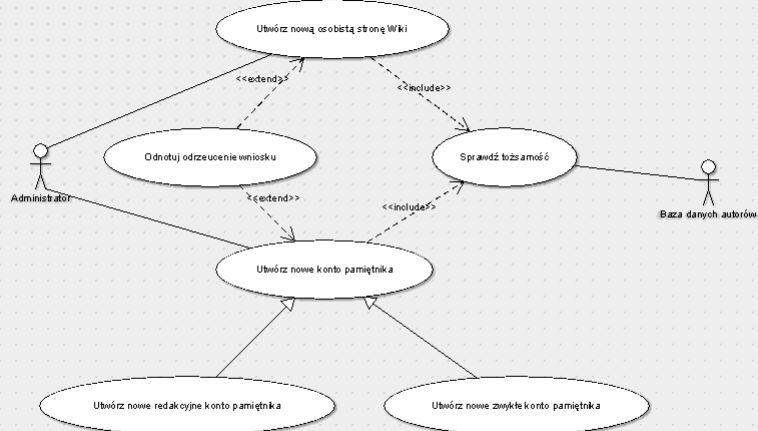 Utwórz nową osobistą stronę Wiki
<<extend>>
<<include>>
Odnotuj odrzeucenie wniosku
Sprawdź tożsamość
Administrator
Baza danych autorów
<<extend>>
<<include>>
Utwórz nowe konto pamiętnika
Utwórz nowe redakcyjne konto pamiętnika
Utwórz nowe zwykłe konto pamiętnika